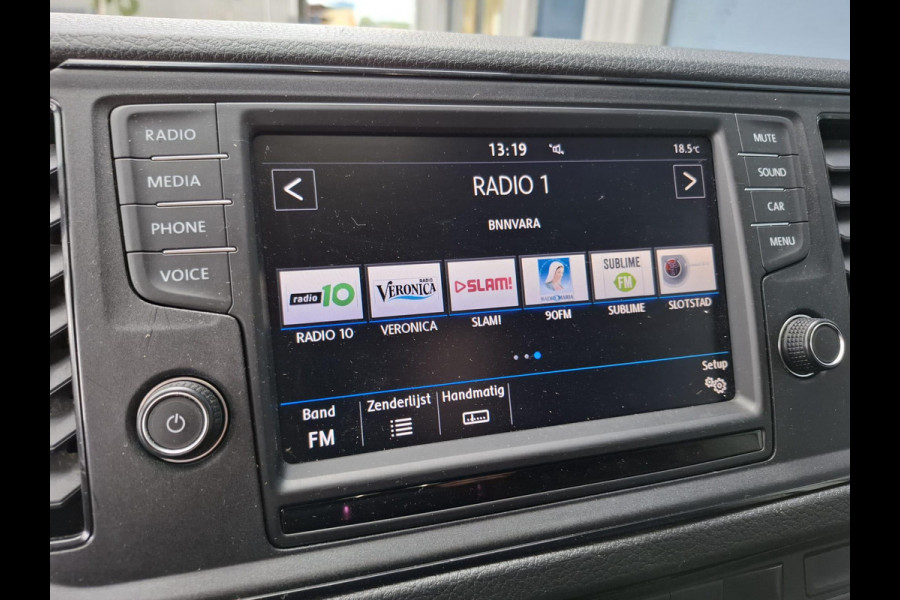 RADIO
MEDIA
PHONE
VOICE
MUTE
SOUND
CAR
MENU
13:19 18.5°C
<
RADIO 1
>
BNNVARA
radio 10
RADIO VERONICA
SLAM!
SUBLIME FM
RADIO 10 VERONICA SLAM! 90FM SUBLIME SLOTSTAD
Setup
Band Zenderlijst Handmatig
FM